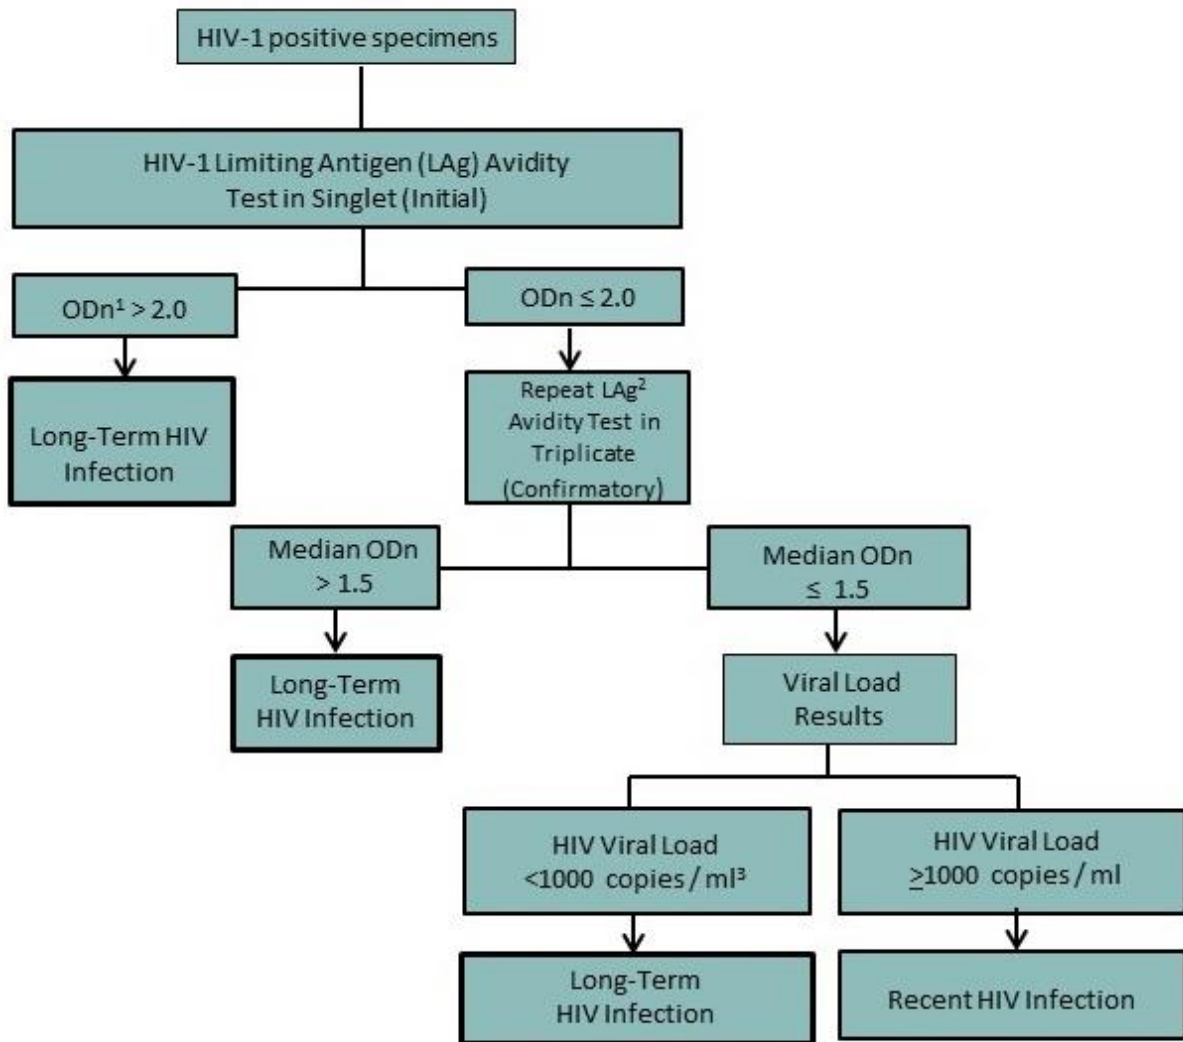 HIV-1 positive specimens
HIV-1 Limiting Antigen (LAg) Avidity
Test in Singlet (Initial)
ODn¹ > 2.0
ODn ≤ 2.0
Long-Term HIV
Infection
Repeat LAg²
Avidity Test in
Triplicate
(Confirmatory)
Median ODn
> 1.5
Median ODn
≤ 1.5
Long-Term
HIV Infection
Viral Load
Results
HIV Viral Load
<1000 copies / ml³
HIV Viral Load
≥1000 copies / ml
Long-Term
HIV Infection
Recent HIV Infection